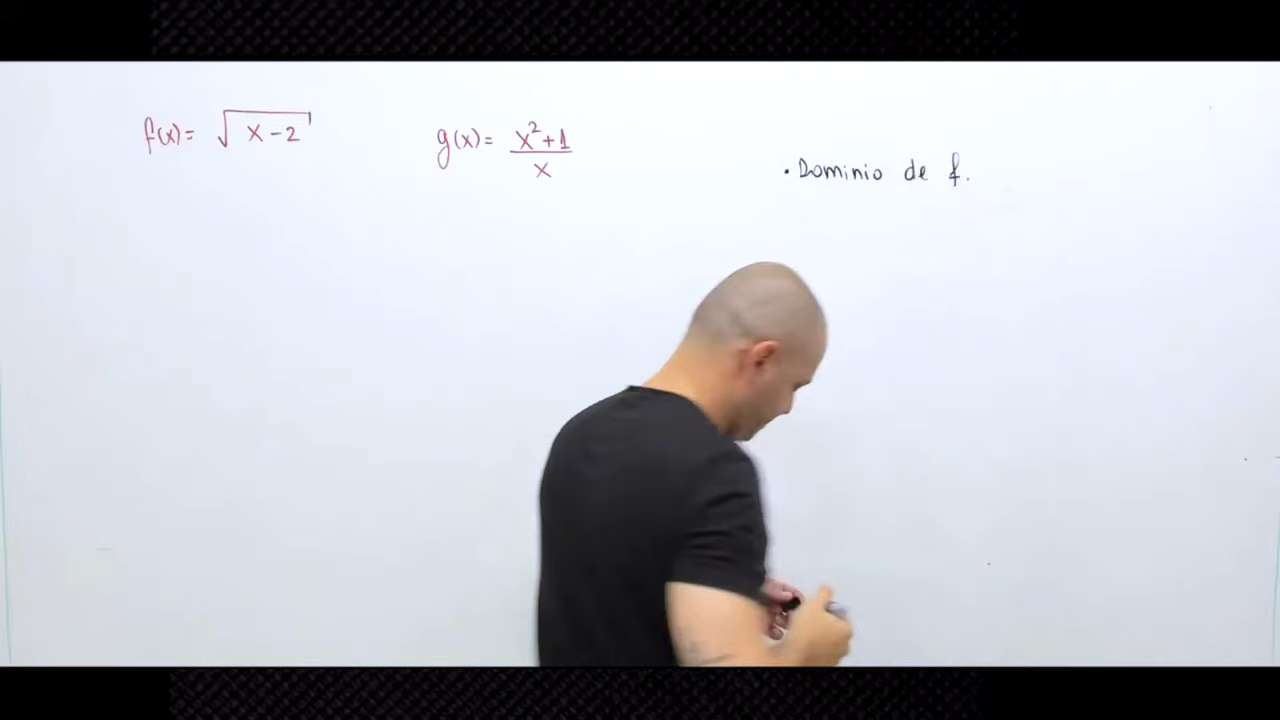 f(x) = √(x-2)
g(x) = (x²+1)/x
• Dominio de f.